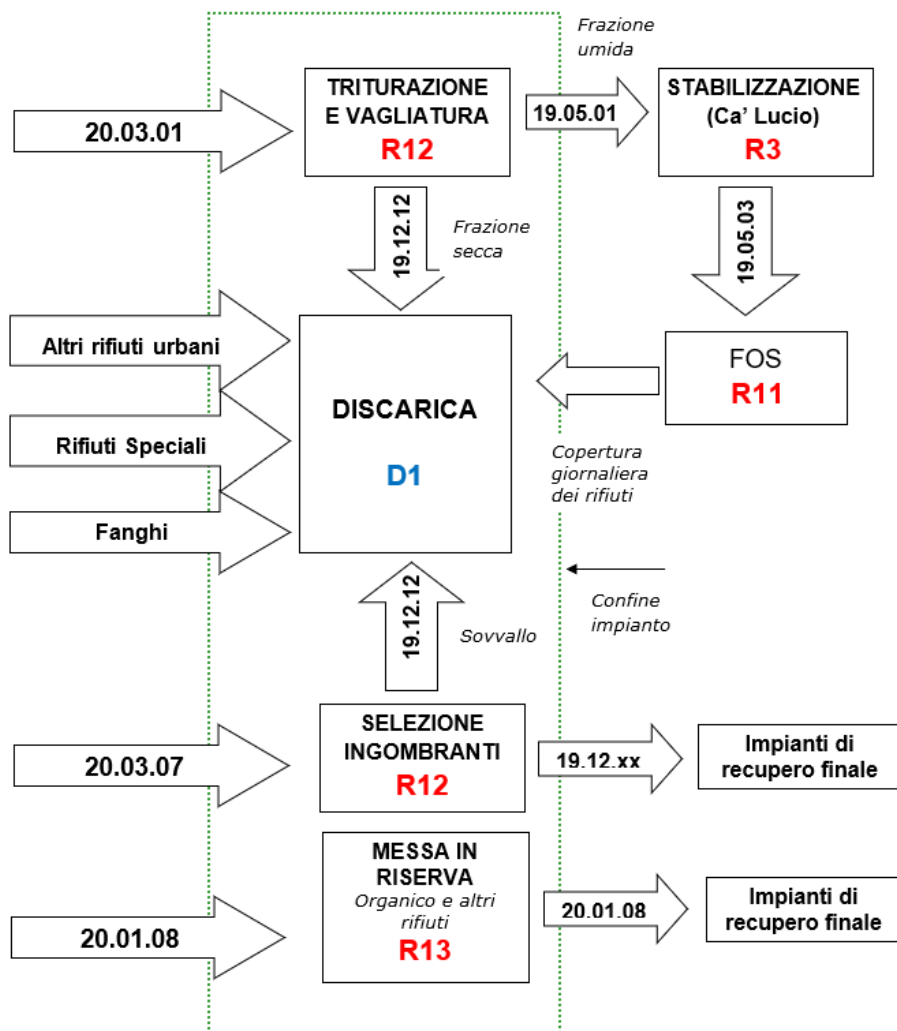 Frazione
umida
20.03.01
TRITURAZIONE
E VAGLIATURA
R12
19.05.01
STABILIZZAZIONE
(Ca' Lucio)
R3
19.12.12
Frazione
secca
19.05.03
Altri rifiuti urbani
Rifiuti Speciali
Fanghi
DISCARICA
D1
FOS
R11
Copertura
giornaliera
dei rifiuti
Confine
impianto
19.12.12
Sovvallo
20.03.07
SELEZIONE
INGOMBRANTI
R12
19.12.xx
Impianti di
recupero finale
20.01.08
MESSA IN
RISERVA
Organico e altri
rifiuti
R13
20.01.08
Impianti di
recupero finale